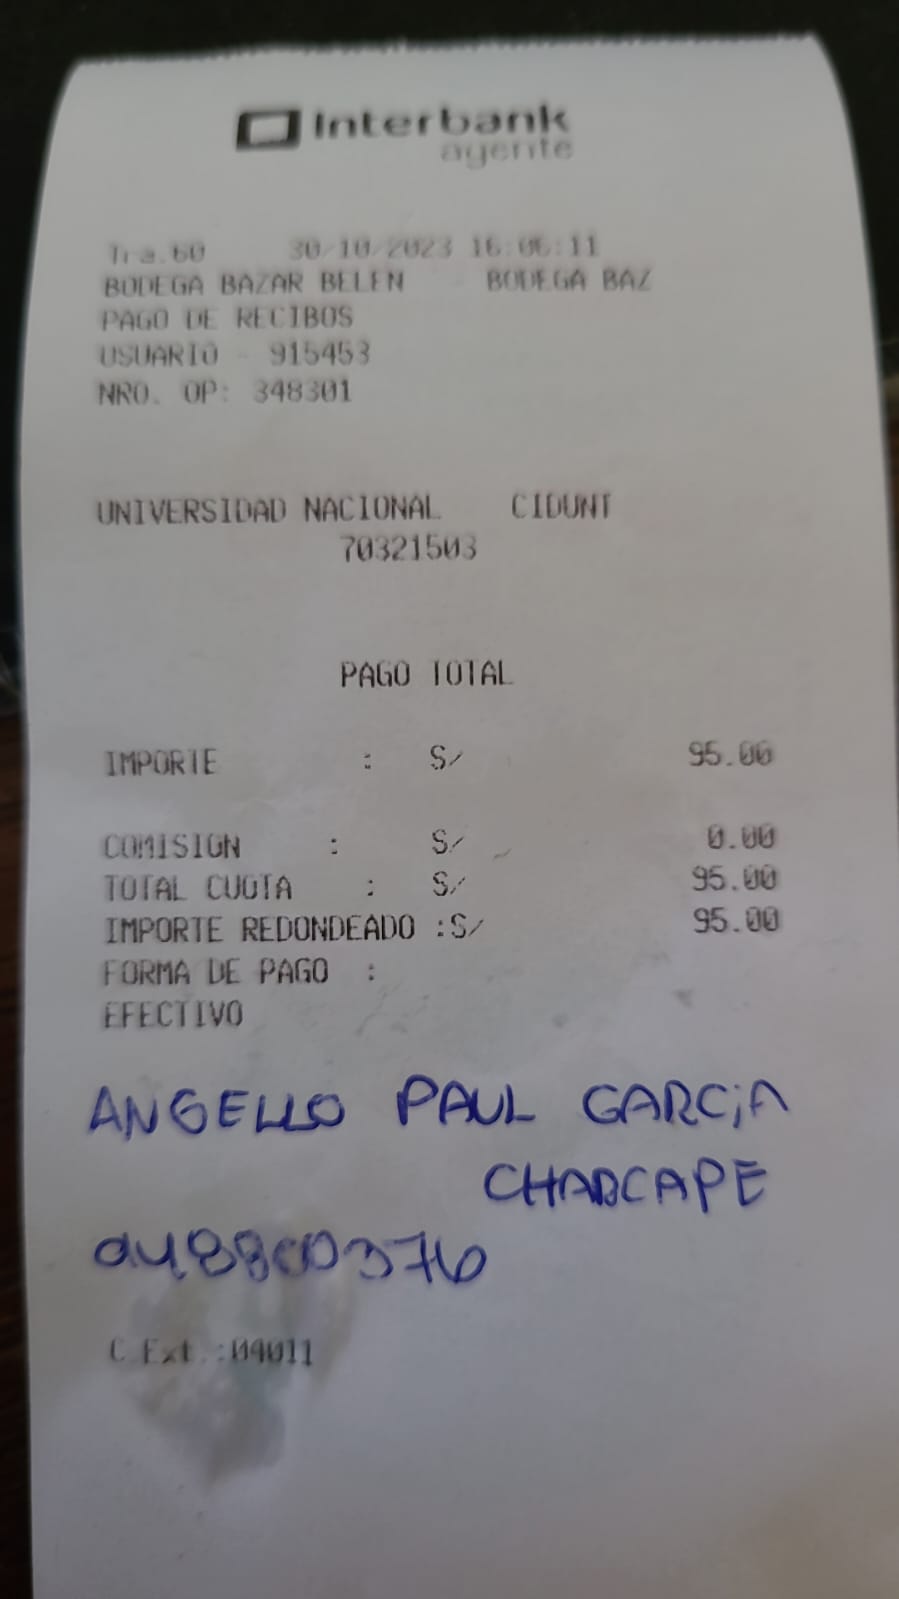 Interbank
agente
Tra.60 30/10/2023 16:06:11
BODEGA BAZAR BELEN - BODEGA BAZ
PAGO DE RECIBOS
USUARIO - 915453
NRO. OP: 348301
UNIVERSIDAD NACIONAL CIDUNT
70321503
PAGO TOTAL
IMPORTE : S/ 95.00
COMISION : S/ 0.00
TOTAL CUOTA : S/ 95.00
IMPORTE REDONDEADO :S/ 95.00
FORMA DE PAGO :
EFECTIVO
ANGELLO PAUL GARCiA
CHABCAPE
948800376
C.Ext.:04011